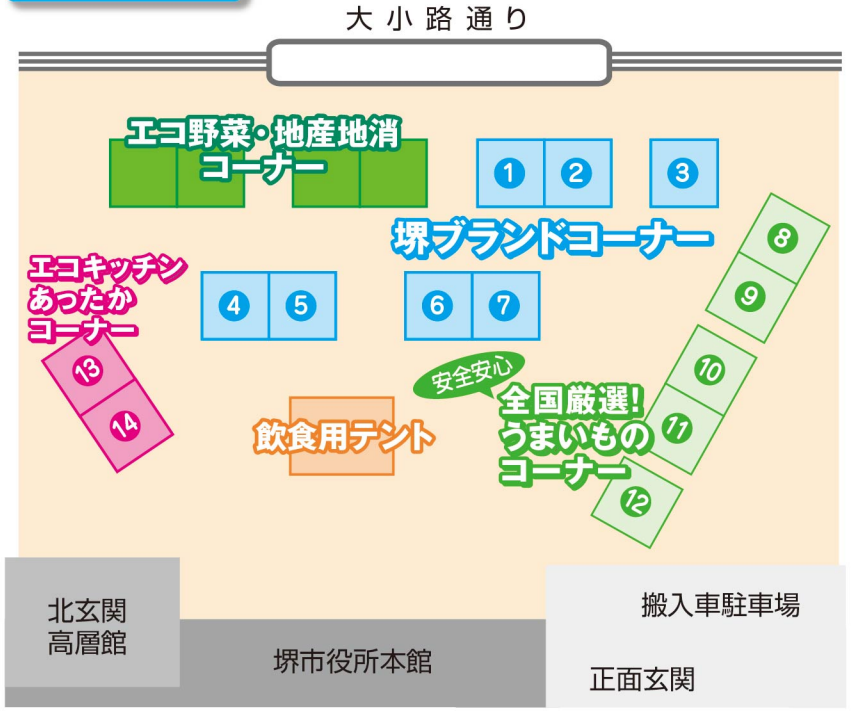 大小路通り
エコ野菜・地産地消
コーナー
1
2
3
堺ブランドコーナー
8
9
エコキッチン
あったか
コーナー
4
5
6
7
10
11
12
13
14
安全安心
全国厳選!
うまいもの
コーナー
飲食用テント
北玄関
高層館
堺市役所本館
搬入車駐車場
正面玄関